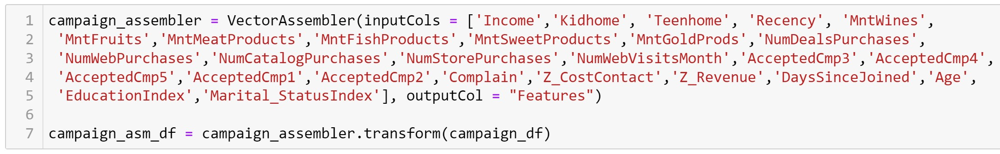 1 campaign_assembler = VectorAssembler(inputCols = ['Income','Kidhome', 'Teenhome', 'Recency', 'MntWines',
2 'MntFruits','MntMeatProducts','MntFishProducts','MntSweetProducts','MntGoldProds','NumDealsPurchases',
3 'NumWebPurchases','NumCatalogPurchases','NumStorePurchases','NumWebVisitsMonth','AcceptedCmp3','AcceptedCmp4',
4 'AcceptedCmp5','AcceptedCmp1','AcceptedCmp2','Complain','Z_CostContact','Z_Revenue','DaysSinceJoined','Age',
5 'EducationIndex','Marital_StatusIndex'], outputCol = "Features")
6
7 campaign_asm_df = campaign_assembler.transform(campaign_df)